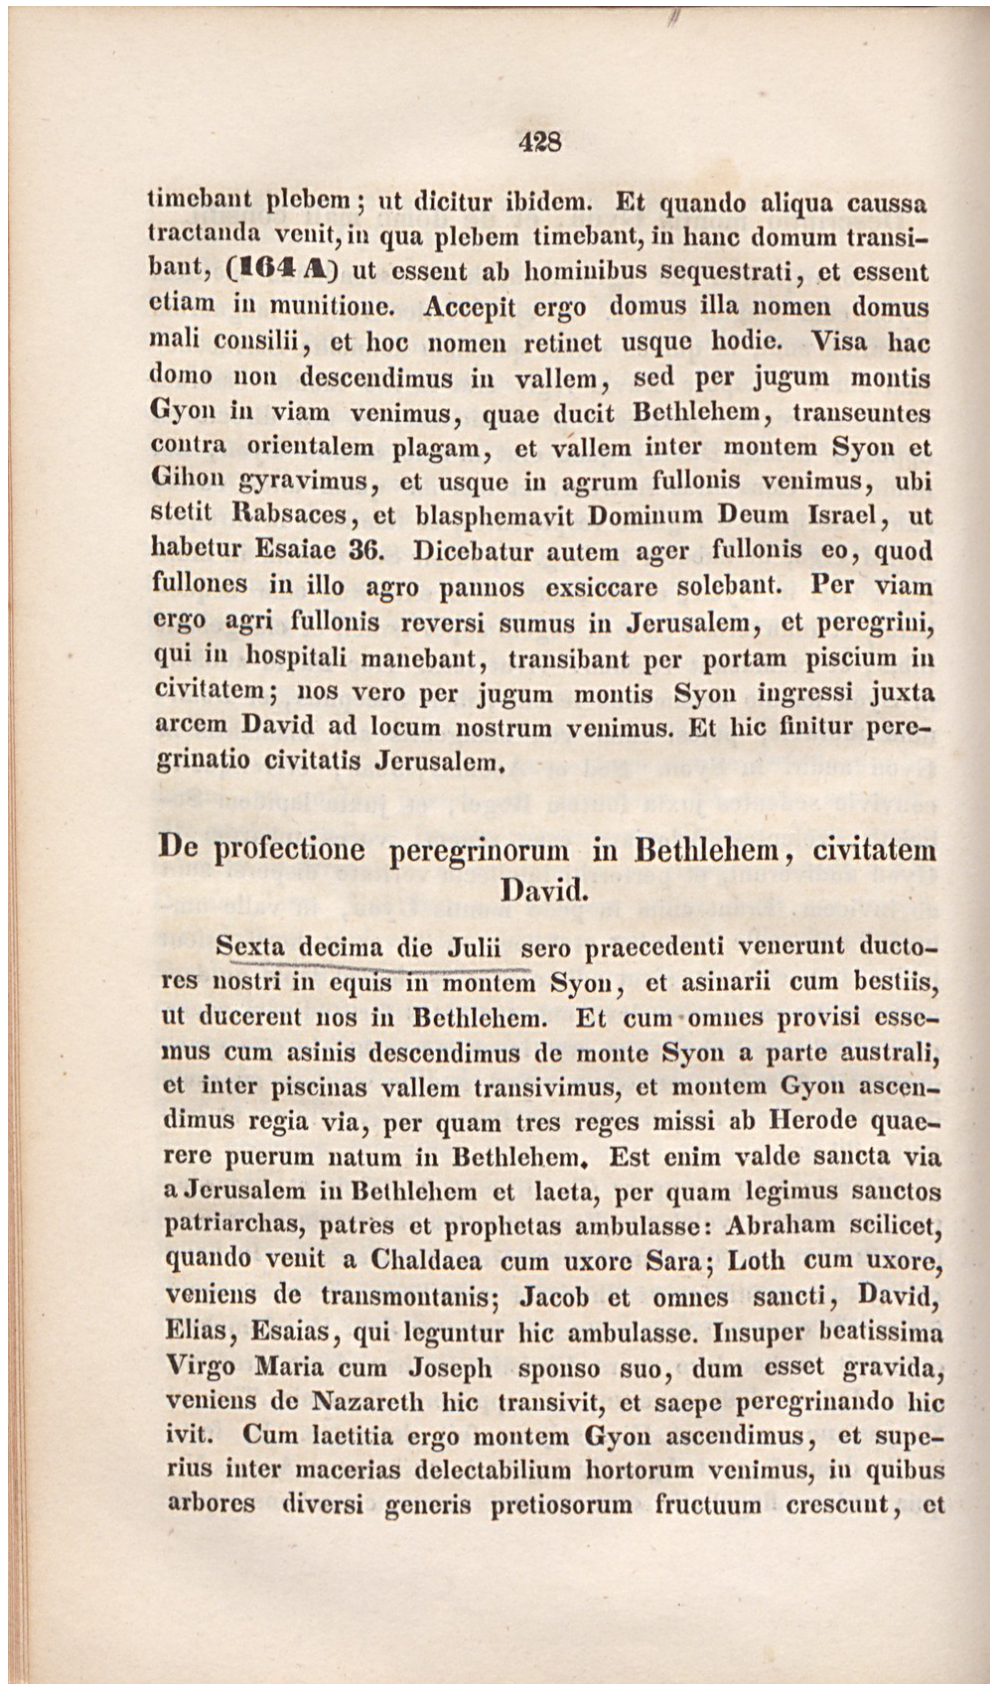 428
timebant plebem; ut dicitur ibidem. Et quando aliqua caussa
tractanda venit, in qua plebem timebant, in hanc domum transi-
bant, (164 A) ut essent ab hominibus sequestrati, et essent
etiam in munitione. Accepit ergo domus illa nomen domus
mali consilii, et hoc nomen retinet usque hodie. Visa hac
domo non descendimus in vallem, sed per jugum montis
Gyon in viam venimus, quae ducit Bethlehem, transeuntes
contra orientalem plagam, et vallem inter montem Syon et
Gihon gyravimus, et usque in agrum fullonis venimus, ubi
stetit Rabsaces, et blasphemavit Dominum Deum Israel, ut
habetur Esaiae 36. Dicebatur autem ager fullonis eo, quod
fullones in illo agro pannos exsiccare solebant. Per viam
ergo agri fullonis reversi sumus in Jerusalem, et peregrini,
qui in hospitali manebant, transibant per portam piscium in
civitatem; nos vero per jugum montis Syon ingressi juxta
arcem David ad locum nostrum venimus. Et hic finitur pere-
grinatio civitatis Jerusalem.
De profectione peregrinorum in Bethlehem, civitatem
David.
Sexta decima die Julii sero praecedenti venerunt ducto-
res nostri in equis in montem Syon, et asinarii cum bestiis,
ut ducerent nos in Bethlehem. Et cum omnes provisi esse-
mus cum asinis descendimus de monte Syon a parte australi,
et inter piscinas vallem transivimus, et montem Gyon ascen-
dimus regia via, per quam tres reges missi ab Herode quae-
rere puerum natum in Bethlehem. Est enim valde sancta via
a Jerusalem in Bethlehem et laeta, per quam legimus sanctos
patriarchas, patres et prophetas ambulasse: Abraham scilicet,
quando venit a Chaldaea cum uxore Sara; Loth cum uxore,
veniens de transmontanis; Jacob et omnes sancti, David,
Elias, Esaias, qui leguntur hic ambulasse. Insuper beatissima
Virgo Maria cum Joseph sponso suo, dum esset gravida,
veniens de Nazareth hic transivit, et saepe peregrinando hic
ivit. Cum laetitia ergo montem Gyon ascendimus, et supe-
rius inter macerias delectabilium hortorum venimus, in quibus
arbores diversi generis pretiosorum fructuum crescunt, et